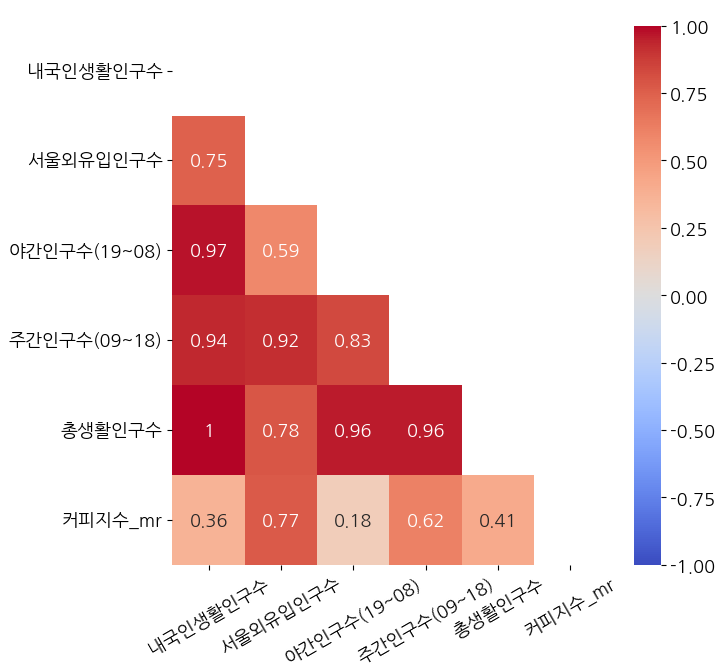 내국인생활인구수
서울외유입인구수
0.75
야간인구수(19~08)
0.97 0.59
주간인구수(09~18)
0.94 0.92 0.83
총생활인구수
1 0.78 0.96 0.96
커피지수_mr
0.36 0.77 0.18 0.62 0.41
내국인생활인구수
서울외유입인구수
야간인구수(19~08)
주간인구수(09~18)
총생활인구수
커피지수_mr
1.00
0.75
0.50
0.25
0.00
-0.25
-0.50
-0.75
-1.00